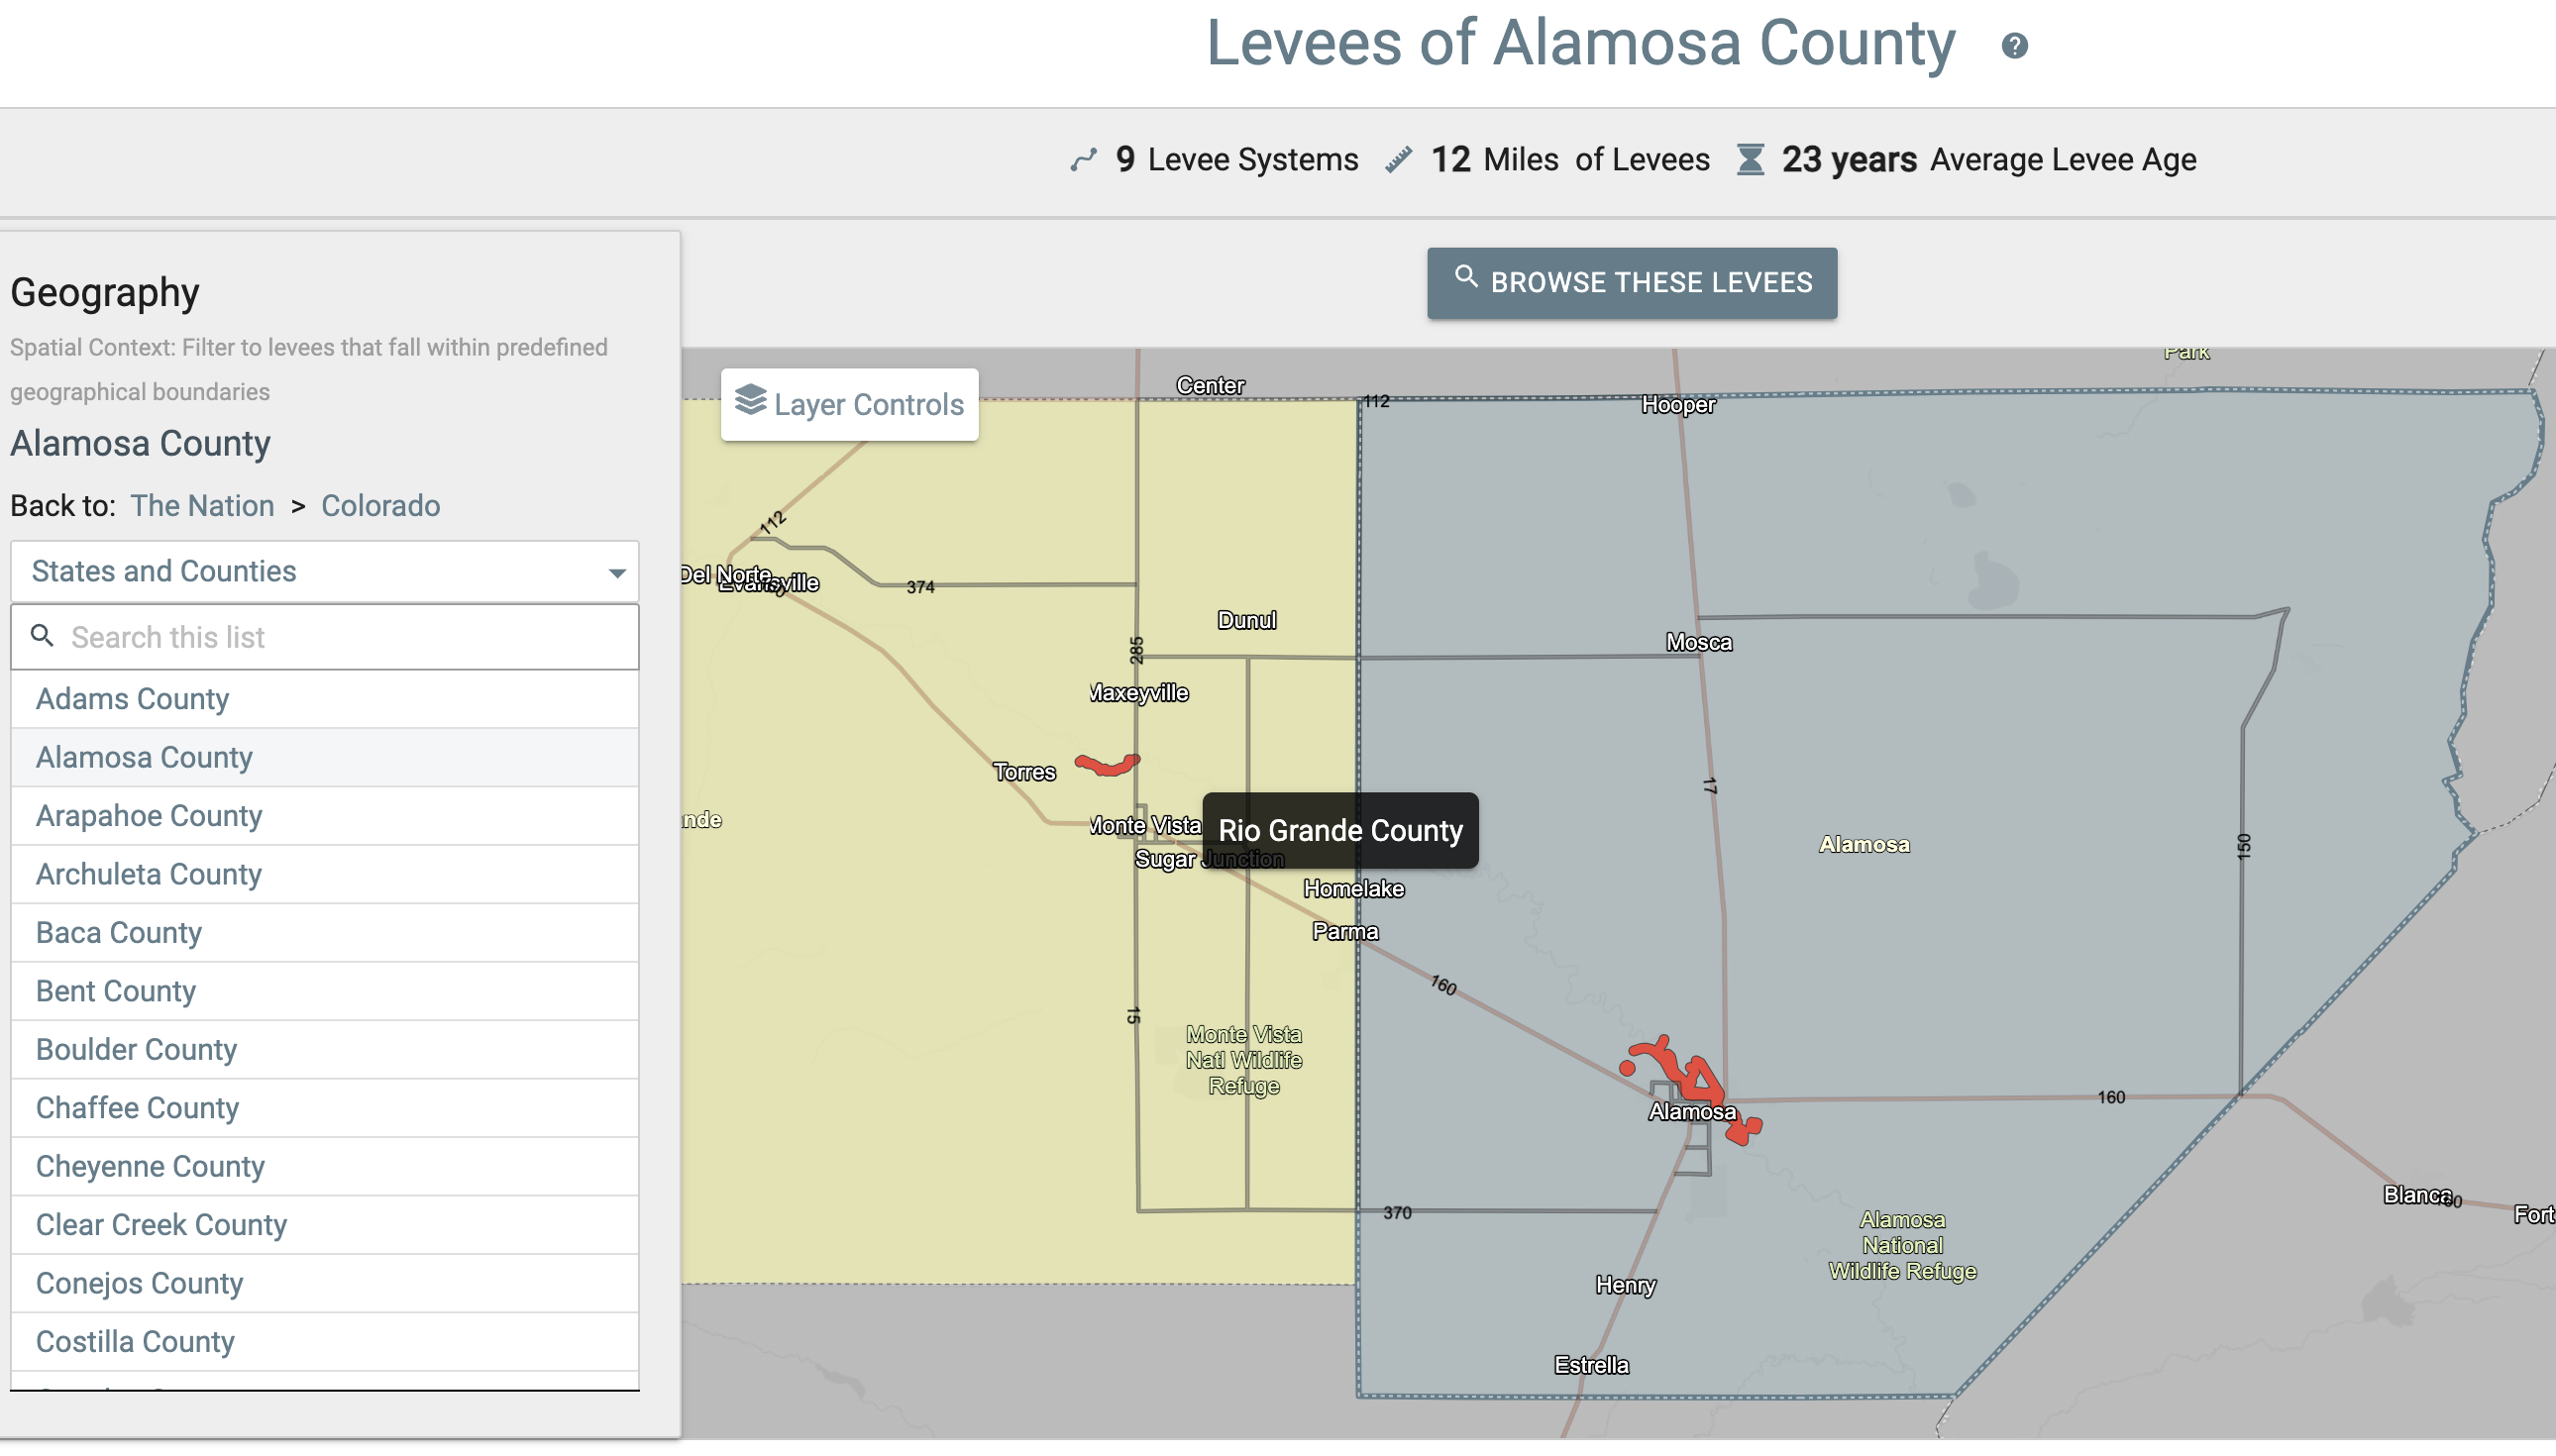 Levees of Alamosa County
9 Levee Systems 12 Miles of Levees 23 years Average Levee Age
BROWSE THESE LEVEES
Geography
Spatial Context: Filter to levees that fall within predefined
geographical boundaries
Alamosa County
Back to: The Nation > Colorado
States and Counties
Search this list
Adams County
Alamosa County
Arapahoe County
Archuleta County
Baca County
Bent County
Boulder County
Chaffee County
Cheyenne County
Clear Creek County
Conejos County
Costilla County
Layer Controls
Park
Center
112
Hooper
112
Del Norte
Evansville
374
Dunul
285
Mosca
Maxeyville
Torres
17
nde
Monte Vista
Rio Grande County
Sugar Junction
Alamosa
150
Homelake
Parma
160
15
Monte Vista
Natl Wildlife
Refuge
Alamosa
160
Blanca
160
Fort
370
Alamosa
National
Wildlife Refuge
Henry
Estrella